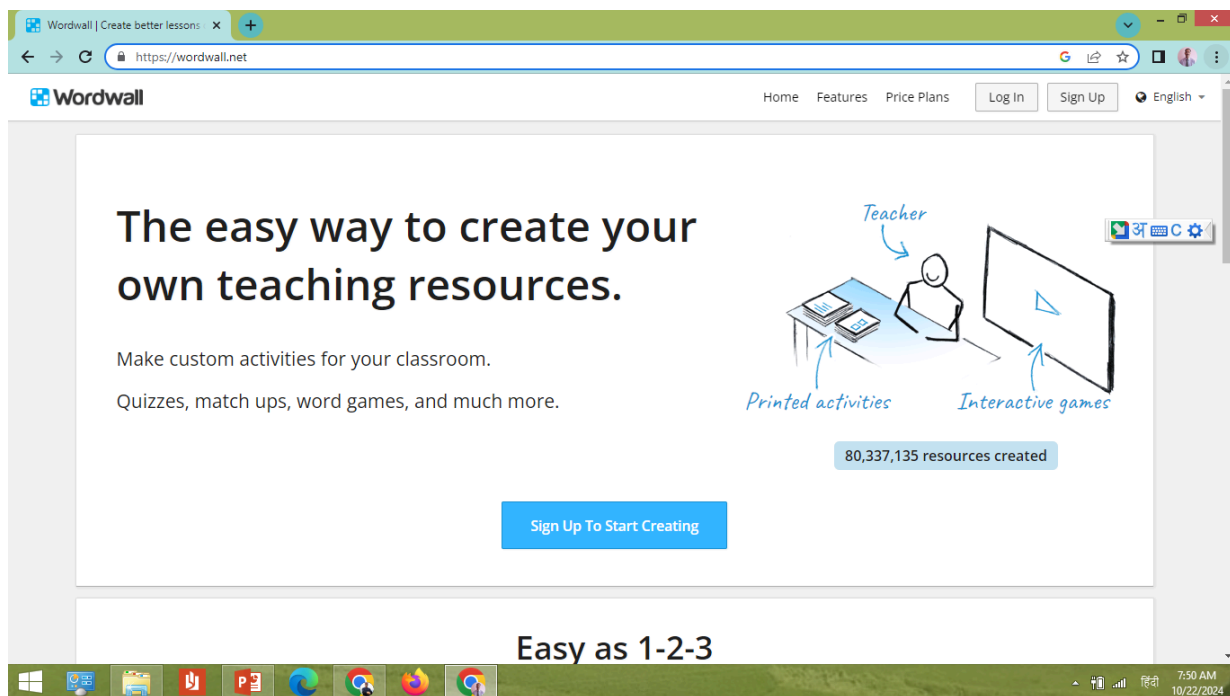 Wordwall | Create better lessons
https://wordwall.net
Wordwall
Home Features Price Plans Log In Sign Up English
The easy way to create your
own teaching resources.
Make custom activities for your classroom.
Quizzes, match ups, word games, and much more.
Teacher
Printed activities
Interactive games
80,337,135 resources created
अ C
Sign Up To Start Creating
Easy as 1-2-3
हिंदी
7:50 AM
10/22/2024